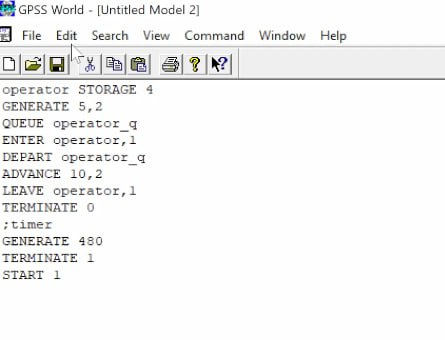 GPSS World - [Untitled Model 2]
File Edit Search View Command Window Help
operator STORAGE 4
GENERATE 5,2
QUEUE operator_q
ENTER operator,1
DEPART operator_q
ADVANCE 10,2
LEAVE operator,1
TERMINATE 0
;timer
GENERATE 480
TERMINATE 1
START 1